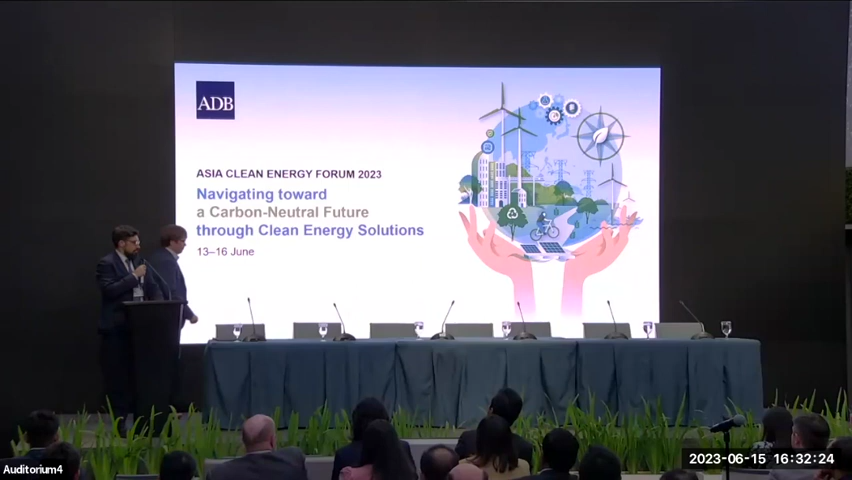 ADB
ASIA CLEAN ENERGY FORUM 2023
Navigating toward
a Carbon-Neutral Future
through Clean Energy Solutions
13–16 June
Auditorium4
2023-06-15 16:32:24